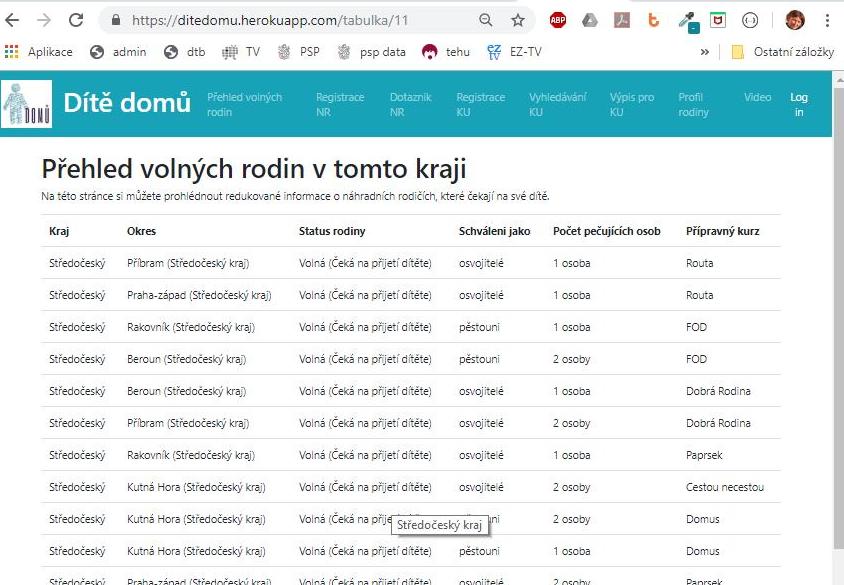 https://ditedomu.herokuapp.com/tabulka/11
ABP
Aplikace admin dtb TV PSP psp data tehu EZ-TV » Ostatní záložky
DOMŮ Dítě domů Přehled volných rodin Registrace NR Dotazník NR Registrace KU Vyhledávání KU Výpis pro KU Profil rodiny Video Log in
Přehled volných rodin v tomto kraji
Na této stránce si můžete prohlédnout redukované informace o náhradních rodičích, které čekají na své dítě.
Kraj Okres Status rodiny Schváleni jako Počet pečujících osob Přípravný kurz
Středočeský Příbram (Středočeský kraj) Volná (Čeká na přijetí dítěte) osvojitelé 1 osoba Routa
Středočeský Praha-západ (Středočeský kraj) Volná (Čeká na přijetí dítěte) osvojitelé 1 osoba Routa
Středočeský Rakovník (Středočeský kraj) Volná (Čeká na přijetí dítěte) pěstouni 1 osoba FOD
Středočeský Beroun (Středočeský kraj) Volná (Čeká na přijetí dítěte) pěstouni 2 osoby FOD
Středočeský Beroun (Středočeský kraj) Volná (Čeká na přijetí dítěte) osvojitelé 1 osoba Dobrá Rodina
Středočeský Příbram (Středočeský kraj) Volná (Čeká na přijetí dítěte) osvojitelé 2 osoby Dobrá Rodina
Středočeský Rakovník (Středočeský kraj) Volná (Čeká na přijetí dítěte) osvojitelé 1 osoba Paprsek
Středočeský Kutná Hora (Středočeský kraj) Volná (Čeká na přijetí dítěte) osvojitelé 2 osoby Cestou necestou
Středočeský Kutná Hora (Středočeský kraj) Volná (Čeká na 2 osoby Domus
Středočeský kraj
Středočeský Kutná Hora (Středočeský kraj) Volná (Čeká na přijetí dítěte) pěstouni 1 osoba Domus
Středočeský Praha-západ (Středočeský kraj) Volná (Čeká na přijetí dítěte) osvojitelé 2 osoby Paprsek